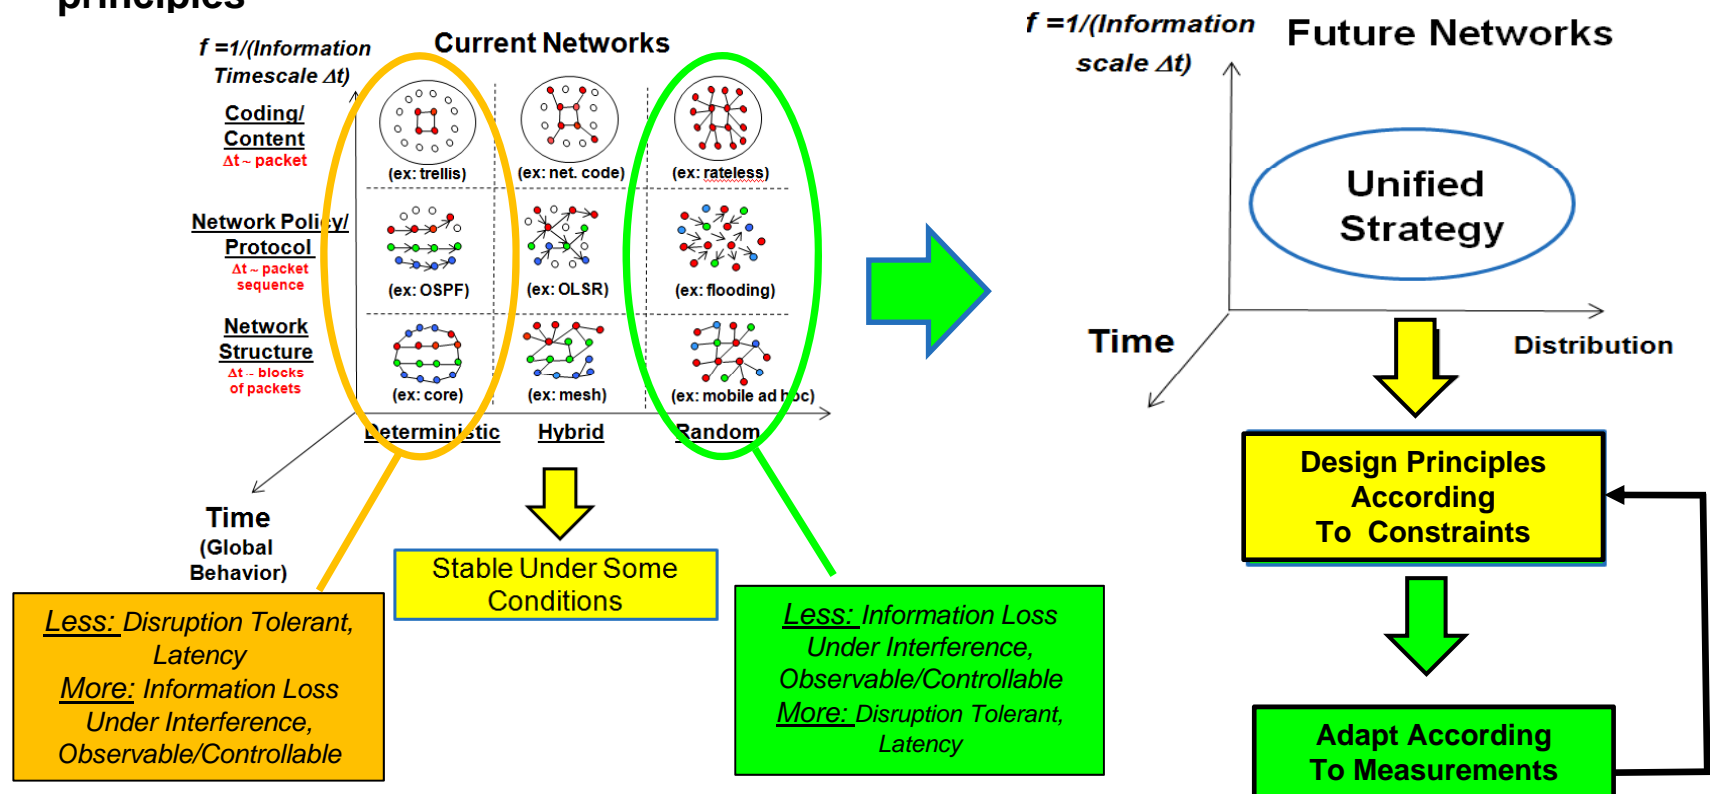 principles
f =1/(Information
Timescale Δt)
Current Networks
Coding/
Content
Δt ~ packet
(ex: trellis)
(ex: net. code)
(ex: rateless)
Network Policy/
Protocol
Δt ~ packet
sequence
(ex: OSPF)
(ex: OLSR)
(ex: flooding)
Network
Structure
Δt ~ blocks
of packets
(ex: core)
(ex: mesh)
(ex: mobile ad hoc)
Deterministic
Hybrid
Random
Time
(Global
Behavior)
Less: Disruption Tolerant,
Latency
More: Information Loss
Under Interference,
Observable/Controllable
Stable Under Some
Conditions
Less: Information Loss
Under Interference,
Observable/Controllable
More: Disruption Tolerant,
Latency
f =1/(Information
scale Δt)
Future Networks
Unified
Strategy
Time
Distribution
Design Principles
According
To Constraints
Adapt According
To Measurements